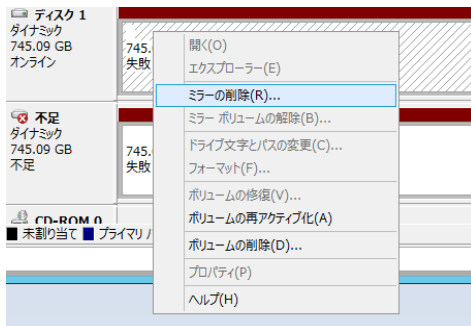 ディスク 1
ダイナミック
745.09 GB
オンライン
745.
失敗
不足
ダイナミック
745.09 GB
不足
745.
失敗
CD-ROM 0
未割り当て プライマリ パ
開く(O)
エクスプローラー(E)
ミラーの削除(R)...
ミラー ボリュームの解除(B)...
ドライブ文字とパスの変更(C)...
フォーマット(F)...
ボリュームの修復(V)...
ボリュームの再アクティブ化(A)
ボリュームの削除(D)...
プロパティ(P)
ヘルプ(H)